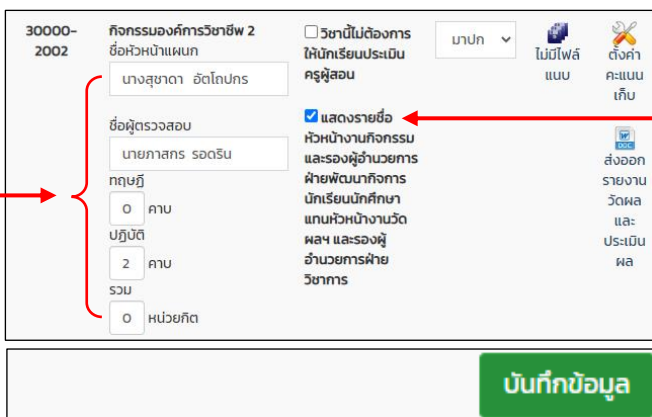 30000-
2002
กิจกรรมองค์การวิชาชีพ 2
ชื่อหัวหน้าแผนก
นางสุชาดา อัตโถปกร
ชื่อผู้ตรวจสอบ
นายภาสกร รอดริน
ทฤษฎี
0 คาบ
ปฏิบัติ
2 คาบ
รวม
0 หน่วยกิต
วิชานี้ไม่ต้องการ
ให้นักเรียนประเมิน
ครูผู้สอน
แสดงรายชื่อ
หัวหน้างานกิจกรรม
และรองผู้อำนวยการ
ฝ่ายพัฒนากิจการ
นักเรียนนักศึกษา
แทนหัวหน้างานวัด
ผลฯ และรองผู้
อำนวยการฝ่าย
วิชาการ
มาปก
ไม่มีไฟล์
แนบ
ตั้งค่า
คะแนน
เก็บ
DOC
ส่งออก
รายงาน
วัดผล
และ
ประเมิน
ผล
บันทึกข้อมูล